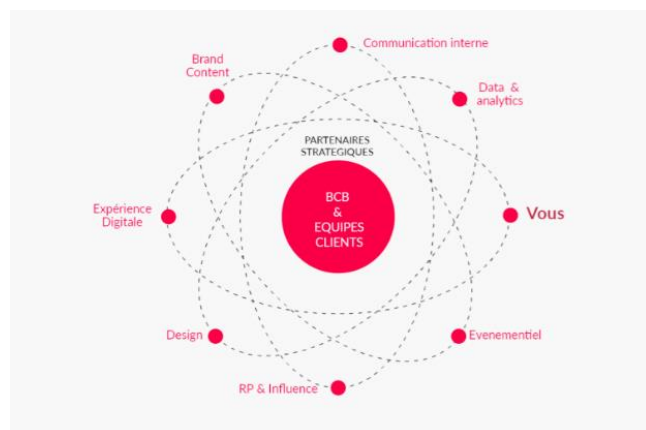 Communication interne
Brand
Content
Data &
analytics
PARTENAIRES
STRATEGIQUES
BCB
&
EQUIPES
CLIENTS
Expérience
Digitale
Vous
Design
Evenementiel
RP & Influence